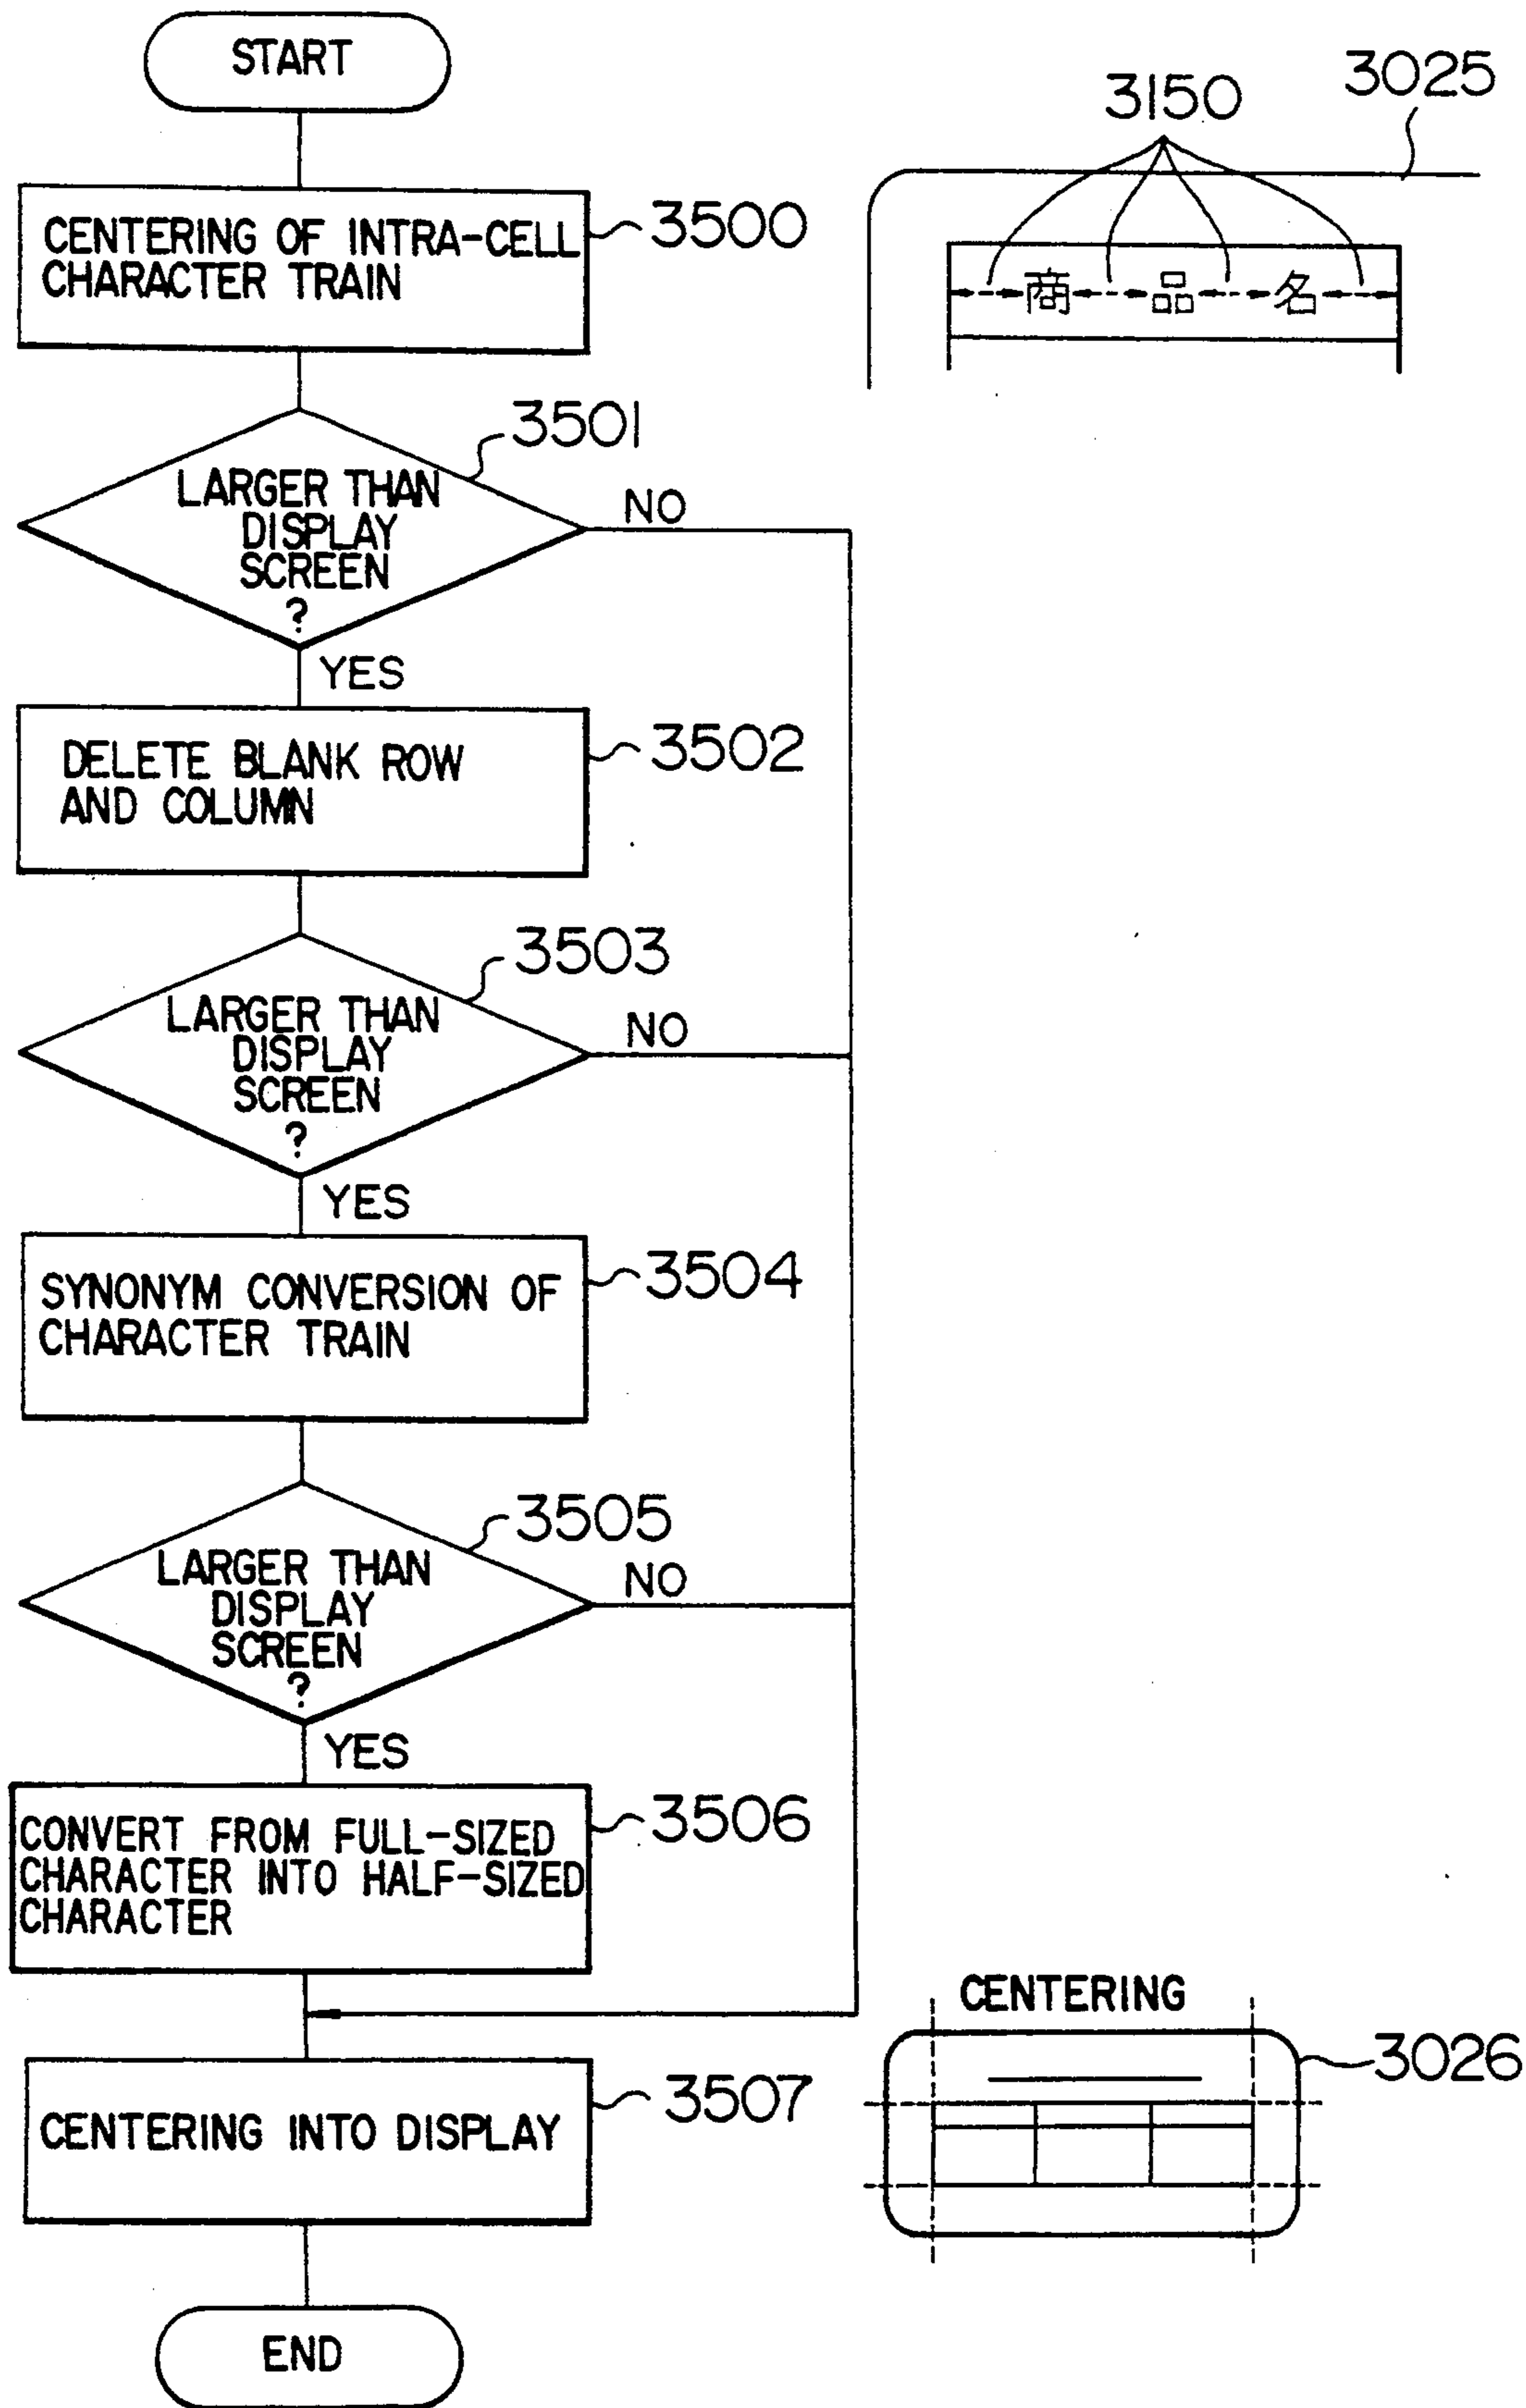 START
3150
3025
CENTERING OF INTRA-CELL
CHARACTER TRAIN
3500
商 品 名
3501
LARGER THAN
DISPLAY
SCREEN
?
NO
YES
DELETE BLANK ROW
AND COLUMN
3502
3503
LARGER THAN
DISPLAY
SCREEN
?
NO
YES
SYNONYM CONVERSION OF
CHARACTER TRAIN
3504
3505
LARGER THAN
DISPLAY
SCREEN
?
NO
YES
CONVERT FROM FULL-SIZED
CHARACTER INTO HALF-SIZED
CHARACTER
3506
CENTERING
3026
CENTERING INTO DISPLAY
3507
END